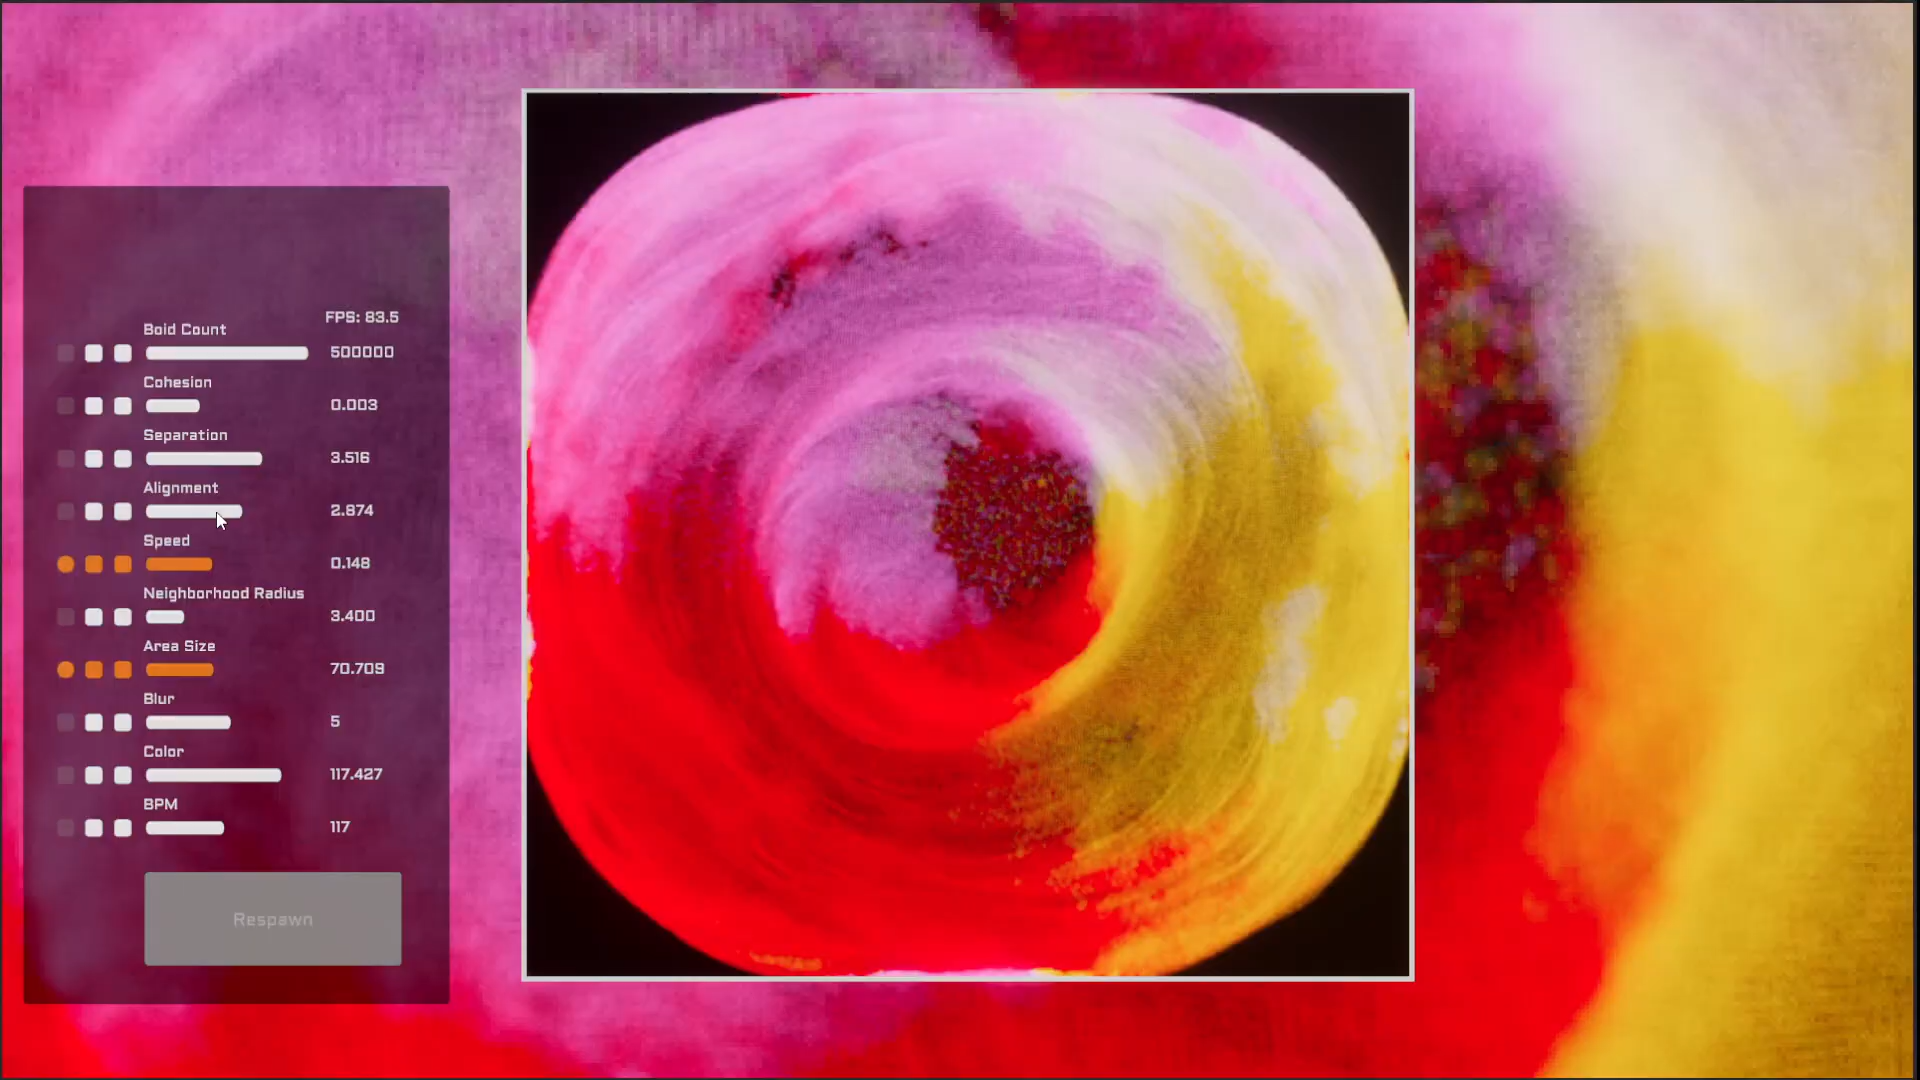 FPS: 83.5
Boid Count
500000
Cohesion
0.003
Separation
3.516
Alignment
2.874
Speed
0.148
Neighborhood Radius
3.400
Area Size
70.709
Blur
5
Color
117.427
BPM
117
Respawn